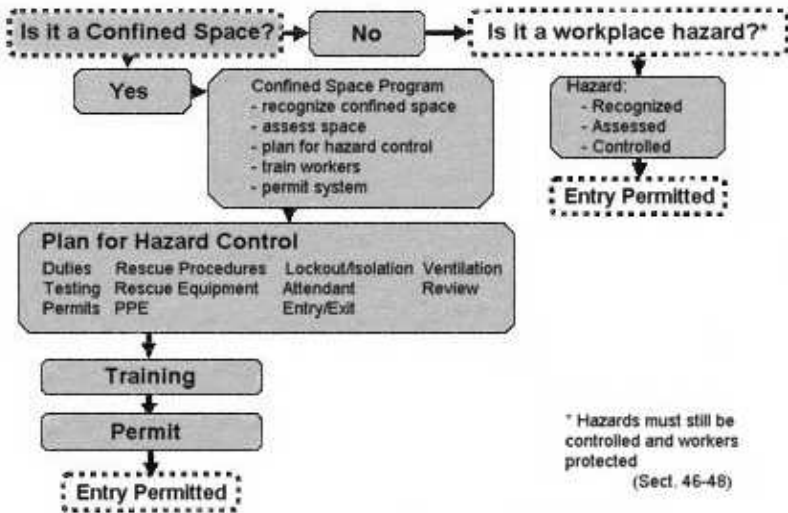 Is it a Confined Space?
No
Is it a workplace hazard?*
Yes
Confined Space Program
- recognize confined space
- assess space
- plan for hazard control
- train workers
- permit system
Hazard:
- Recognized
- Assessed
- Controlled
Entry Permitted
Plan for Hazard Control
Duties Rescue Procedures Lockout/Isolation Ventilation
Testing Rescue Equipment Attendant Review
Permits PPE Entry/Exit
Training
Permit
Entry Permitted
* Hazards must still be
controlled and workers
protected
(Sect. 46-48)